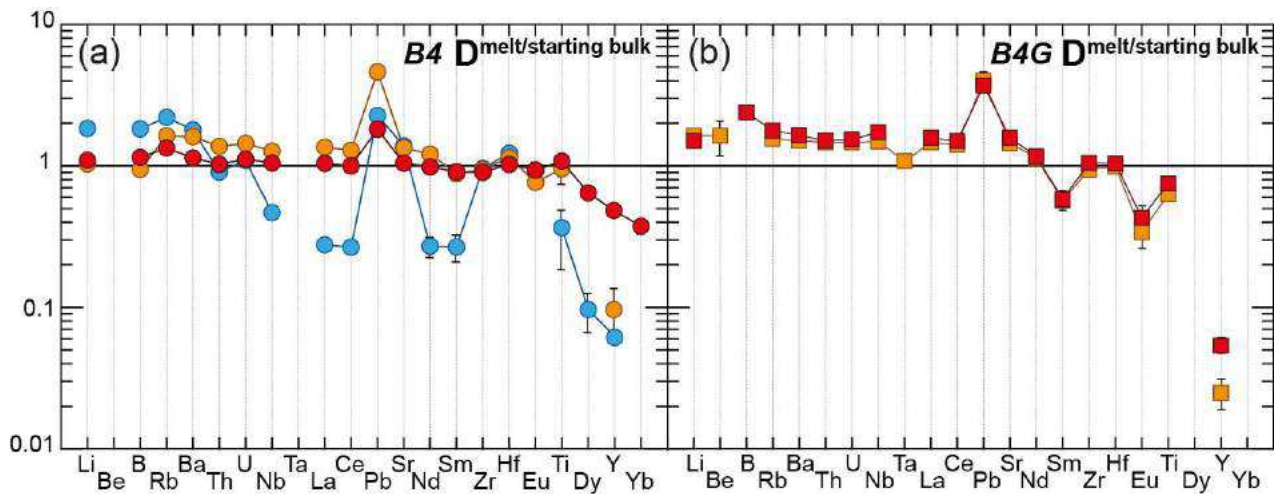 10
1
0.1
0.01
(a)
B4 D melt/starting bulk
(b)
B4G D melt/starting bulk
Li B Ba U Ta Ce Sr Sm Hf Ti Y
Be Rb Th Nb La Pb Nd Zr Eu Dy Yb
Li B Ba U Ta Ce Sr Sm Hf Ti Y
Be Rb Th Nb La Pb Nd Zr Eu Dy Yb